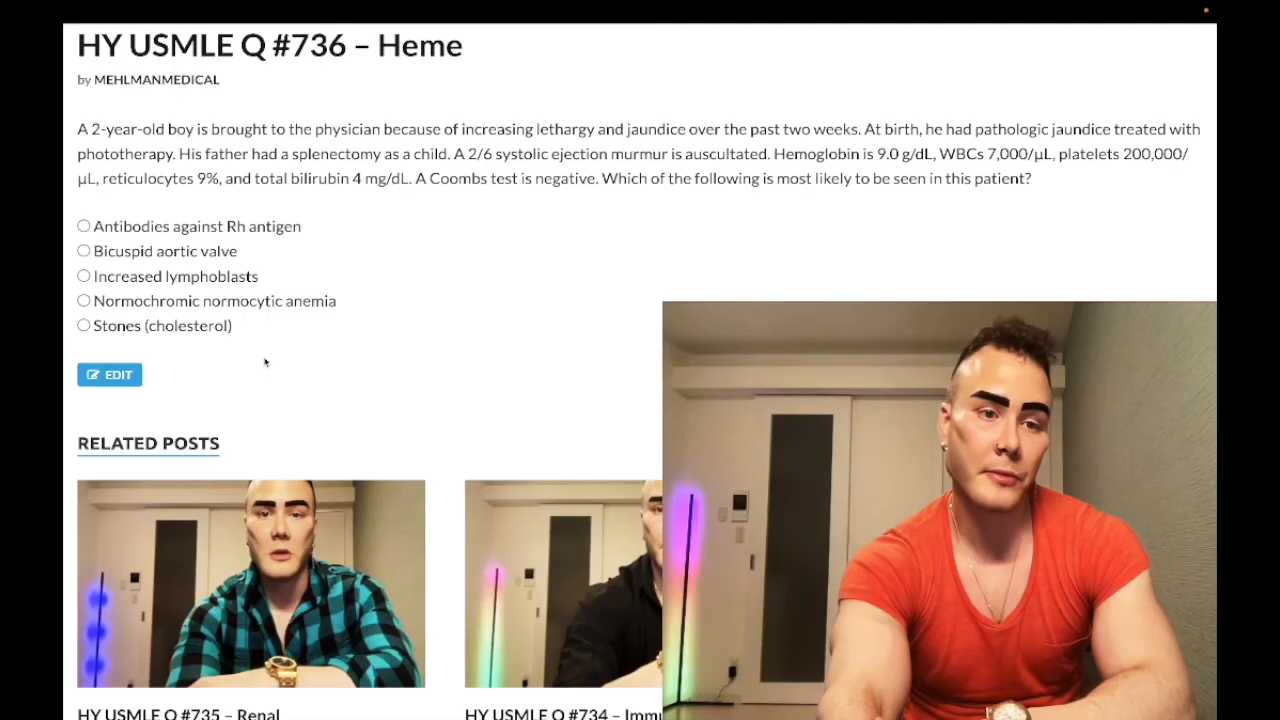 HY USMLE Q #736 – Heme
by MEHLMANMEDICAL
A 2-year-old boy is brought to the physician because of increasing lethargy and jaundice over the past two weeks. At birth, he had pathologic jaundice treated with
phototherapy. His father had a splenectomy as a child. A 2/6 systolic ejection murmur is auscultated. Hemoglobin is 9.0 g/dL, WBCs 7,000/μL, platelets 200,000/
μL, reticulocytes 9%, and total bilirubin 4 mg/dL. A Coombs test is negative. Which of the following is most likely to be seen in this patient?
Antibodies against Rh antigen
Bicuspid aortic valve
Increased lymphoblasts
Normochromic normocytic anemia
Stones (cholesterol)
EDIT
RELATED POSTS
HY USMLE Q #735 – Renal
HY USMLE Q #734 –